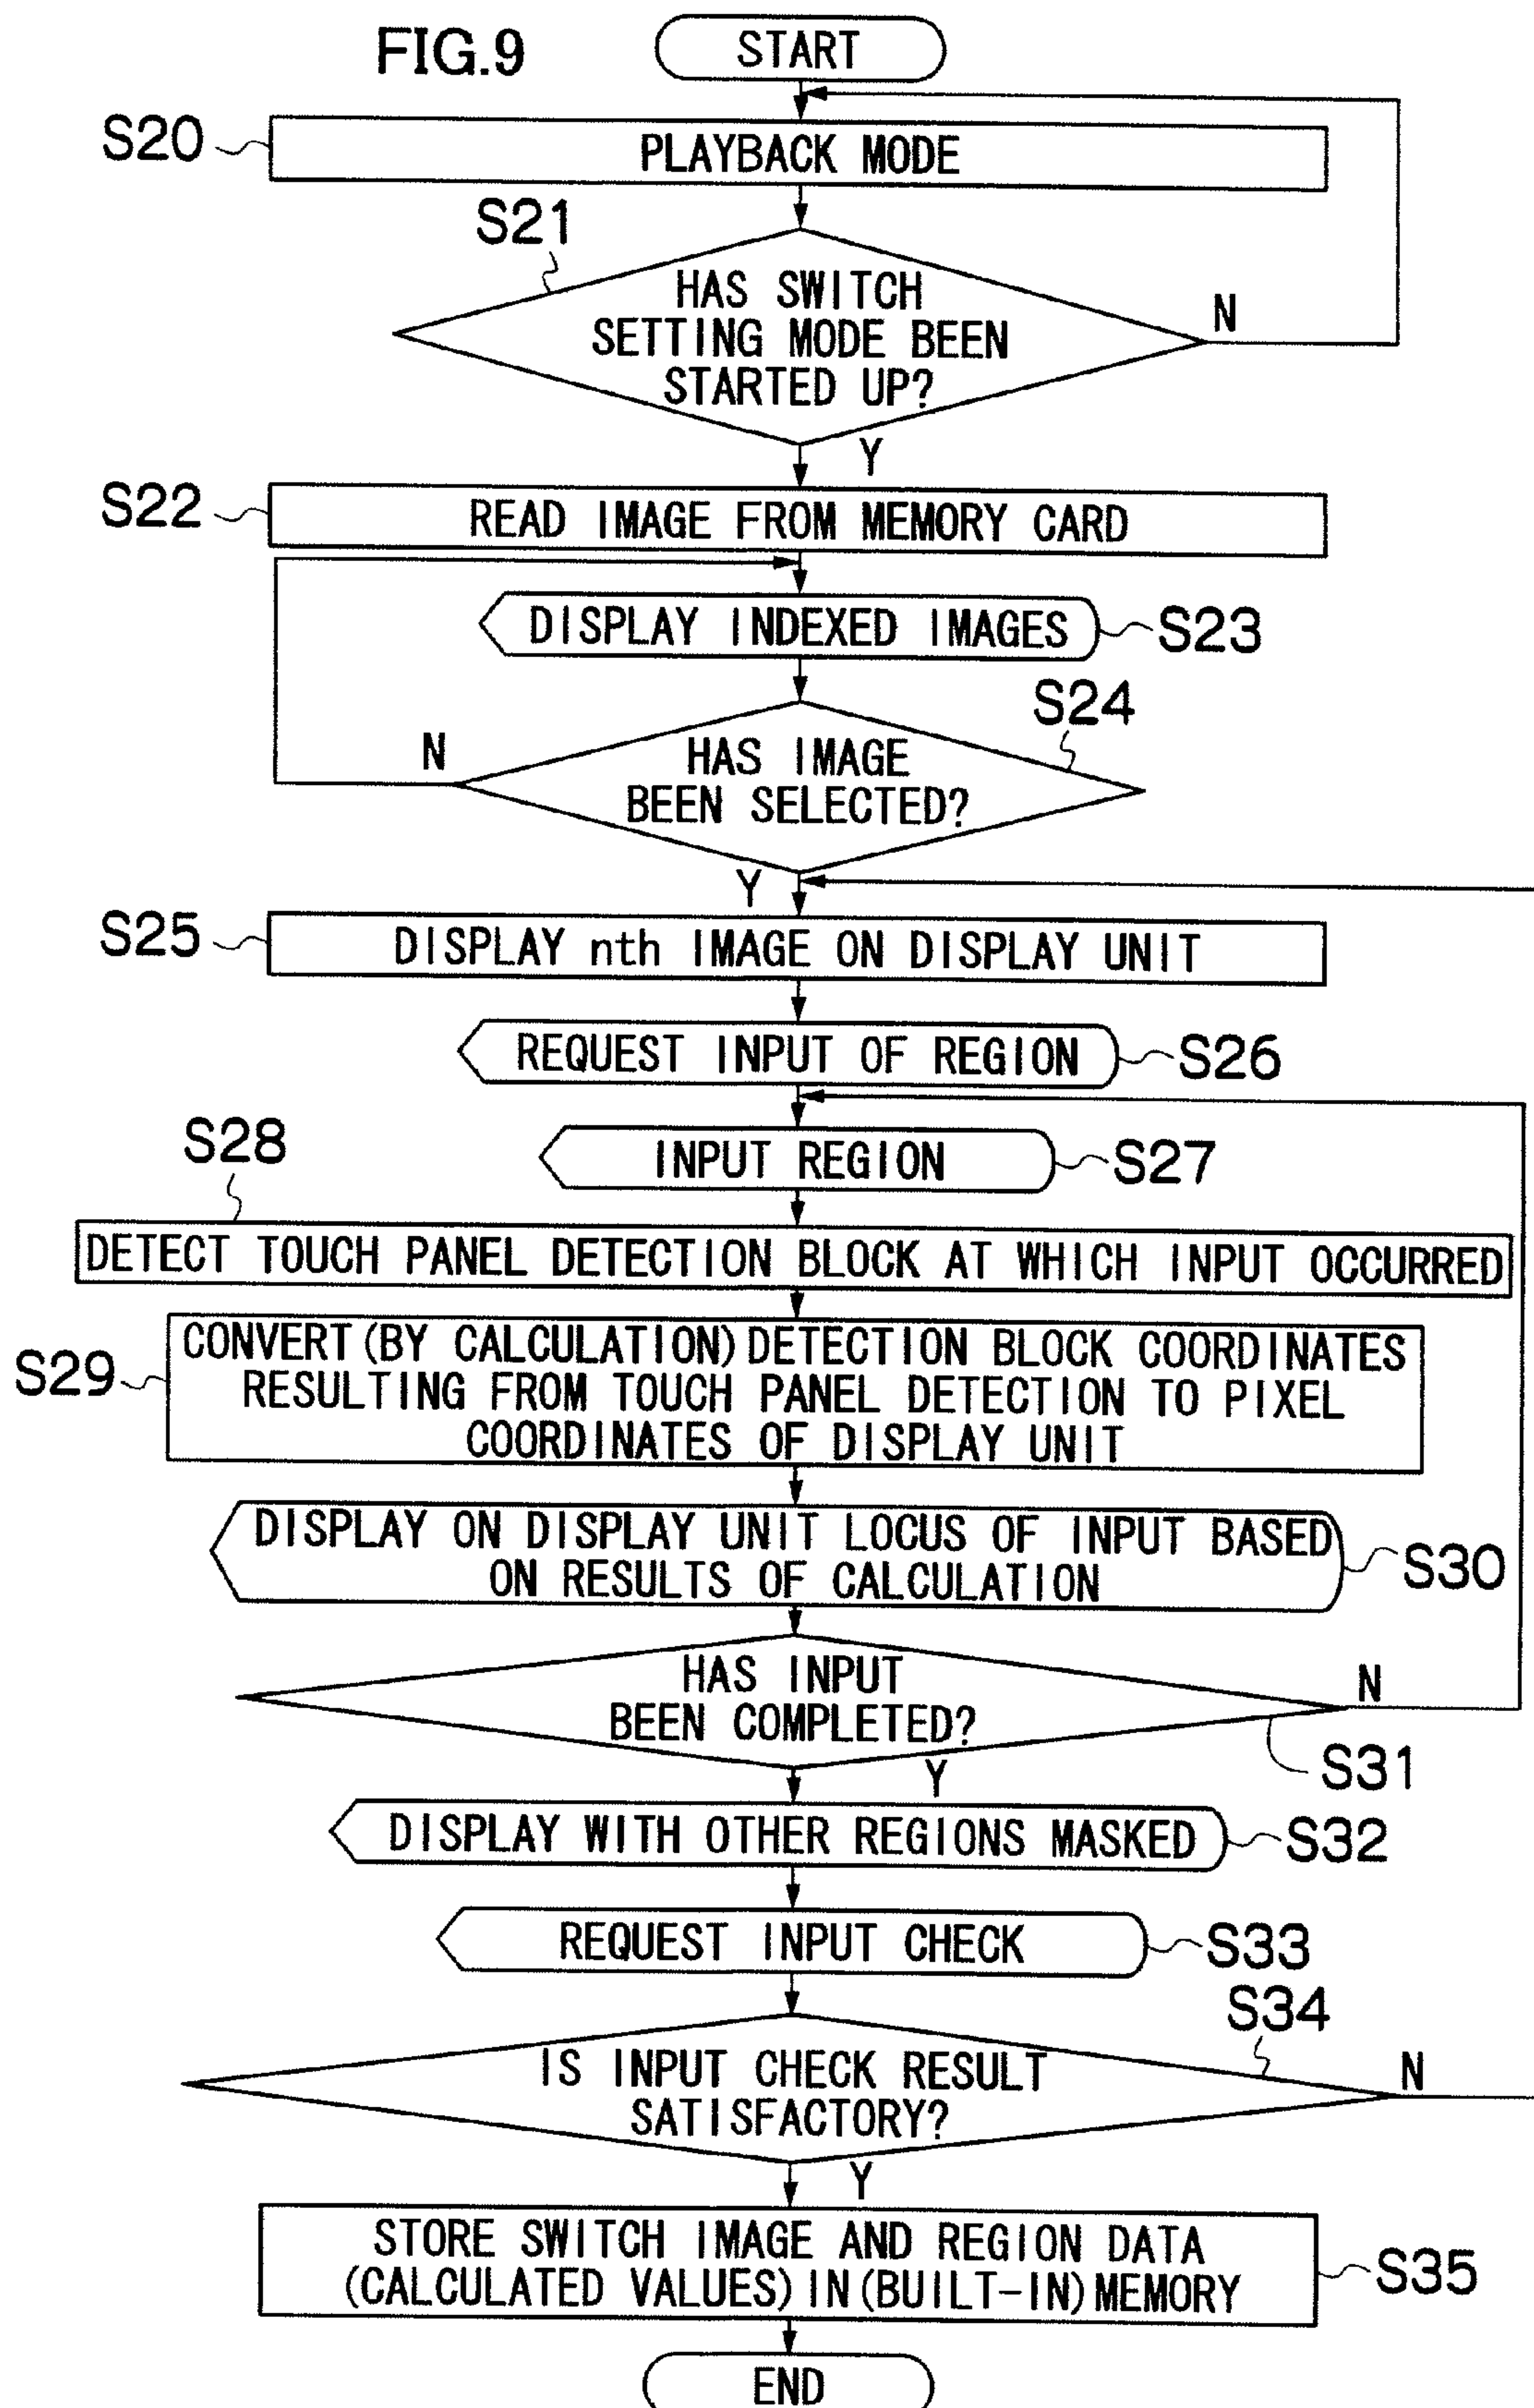 FIG.9
START
S20
PLAYBACK MODE
S21
HAS SWITCH
SETTING MODE BEEN
STARTED UP?
N
Y
S22
READ IMAGE FROM MEMORY CARD
DISPLAY INDEXED IMAGES
S23
S24
HAS IMAGE
BEEN SELECTED?
N
Y
S25
DISPLAY nth IMAGE ON DISPLAY UNIT
REQUEST INPUT OF REGION
S26
INPUT REGION
S27
S28
DETECT TOUCH PANEL DETECTION BLOCK AT WHICH INPUT OCCURRED
S29
CONVERT (BY CALCULATION) DETECTION BLOCK COORDINATES
RESULTING FROM TOUCH PANEL DETECTION TO PIXEL
COORDINATES OF DISPLAY UNIT
DISPLAY ON DISPLAY UNIT LOCUS OF INPUT BASED
ON RESULTS OF CALCULATION
S30
HAS INPUT
BEEN COMPLETED?
N
S31
Y
DISPLAY WITH OTHER REGIONS MASKED
S32
REQUEST INPUT CHECK
S33
S34
IS INPUT CHECK RESULT
SATISFACTORY?
N
Y
STORE SWITCH IMAGE AND REGION DATA
(CALCULATED VALUES) IN (BUILT-IN) MEMORY
S35
END